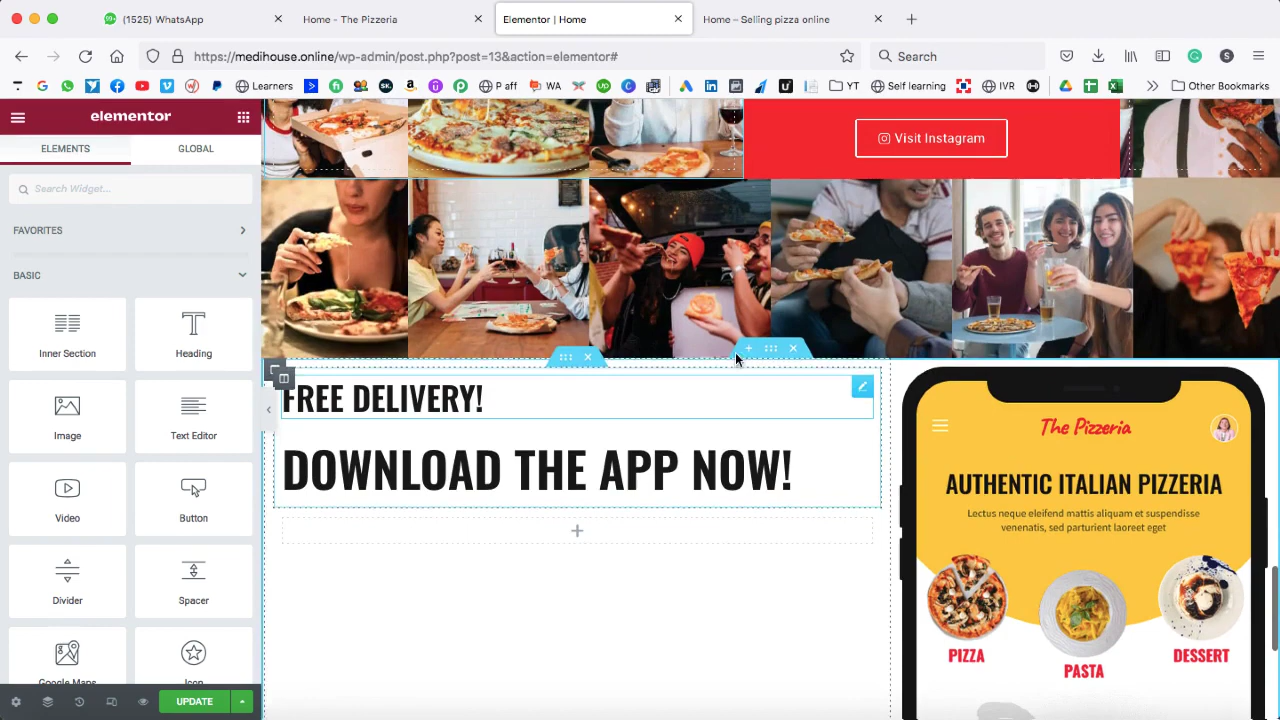 (1525) WhatsApp
Home - The Pizzeria
Elementor | Home
Home – Selling pizza online
https://medihouse.online/wp-admin/post.php?post=13&action=elementor#
Search
Learners
P aff
WA
YT
Self learning
IVR
Other Bookmarks
elementor
ELEMENTS
GLOBAL
Search Widget...
FAVORITES
BASIC
Inner Section
Heading
Image
Text Editor
Video
Button
Divider
Spacer
Google Maps
Icon
UPDATE
Visit Instagram
FREE DELIVERY!
DOWNLOAD THE APP NOW!
The Pizzeria
AUTHENTIC ITALIAN PIZZERIA
Lectus neque eleifend mattis aliquam et suspendisse
venenatis, sed parturient laoreet eget
PIZZA
PASTA
DESSERT